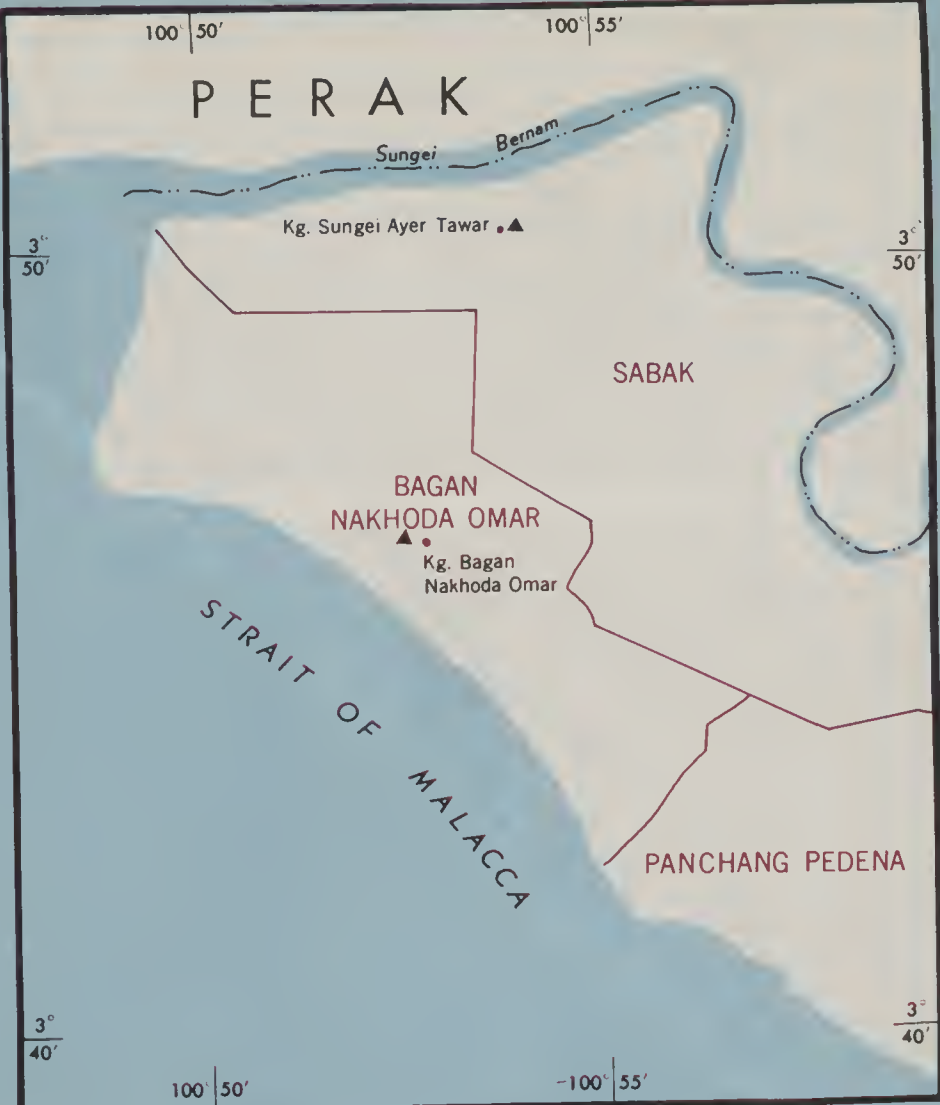 100° 50'
100° 55'
PERAK
Sungei Bernam
Kg. Sungei Ayer Tawar
3°
50'
3°
50'
SABAK
BAGAN
NAKHODA OMAR
Kg. Bagan
Nakhoda Omar
STRAIT OF MALACCA
PANCHANG PEDENA
3°
40'
3°
40'
100° 50'
100° 55'